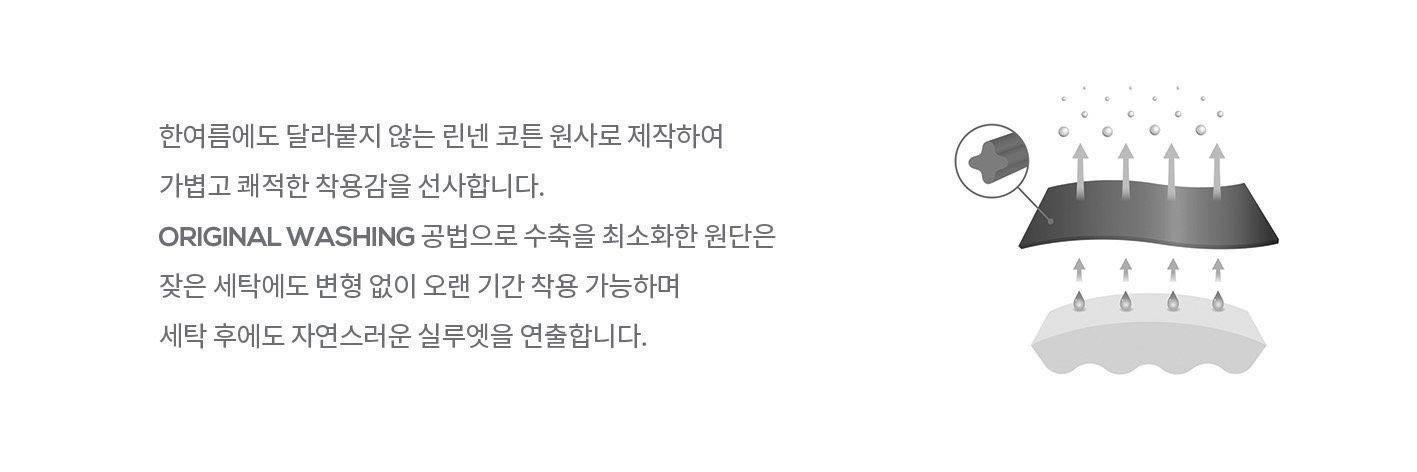 한여름에도 달라붙지 않는 린넨 코튼 원사로 제작하여
가볍고 쾌적한 착용감을 선사합니다.
ORIGINAL WASHING 공법으로 수축을 최소화한 원단은
잦은 세탁에도 변형 없이 오랜 기간 착용 가능하며
세탁 후에도 자연스러운 실루엣을 연출합니다.